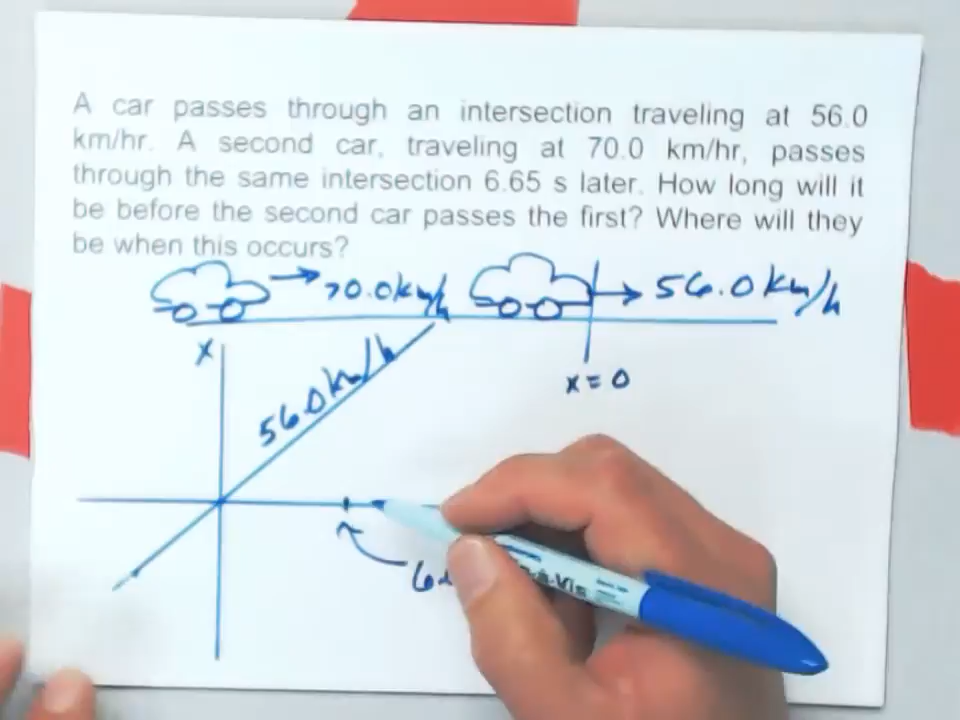 A car passes through an intersection traveling at 56.0
km/hr. A second car, traveling at 70.0 km/hr, passes
through the same intersection 6.65 s later. How long will it
be before the second car passes the first? Where will they
be when this occurs?
70.0 km/h
56.0 km/h
x = 0
x
56.0 km/h